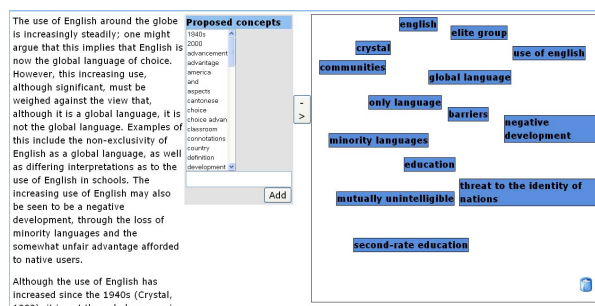 The use of English around the globe
is increasingly steadily; one might
argue that this implies that English is
now the global language of choice.
However, this increasing use,
although significant, must be
weighed against the view that,
although it is a global language, it is
not the global language. Examples of
this include the non-exclusivity of
English as a global language, as well
as differing interpretations as to the
use of English in schools. The
increasing use of English may also
be seen to be a negative
development, through the loss of
minority languages and the
somewhat unfair advantage afforded
to native users.
Although the use of English has
increased since the 1940s (Crystal,
Proposed concepts
1940s
2000
advancement
advantage
america
and
aspects
cantonese
choice
choice advan
classroom
connotations
country
definition
development
Add
-
>
english
elite group
crystal
use of english
communities
global language
only language
barriers
negative
development
minority languages
education
threat to the identity of
nations
mutually unintelligible
second-rate education